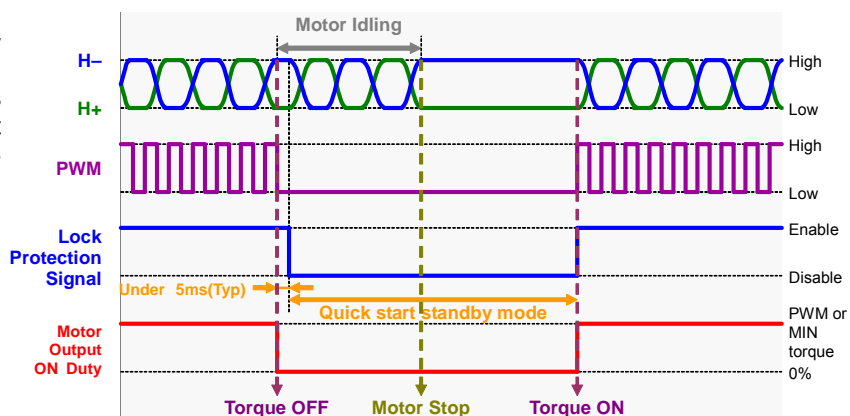 Motor Idling
H–
High
H+
Low
PWM
High
Low
Lock
Protection
Signal
Enable
Disable
Under 5ms(Typ)
Quick start standby mode
Motor
Output
ON Duty
PWM or
MIN
torque
0%
Torque OFF
Motor Stop
Torque ON